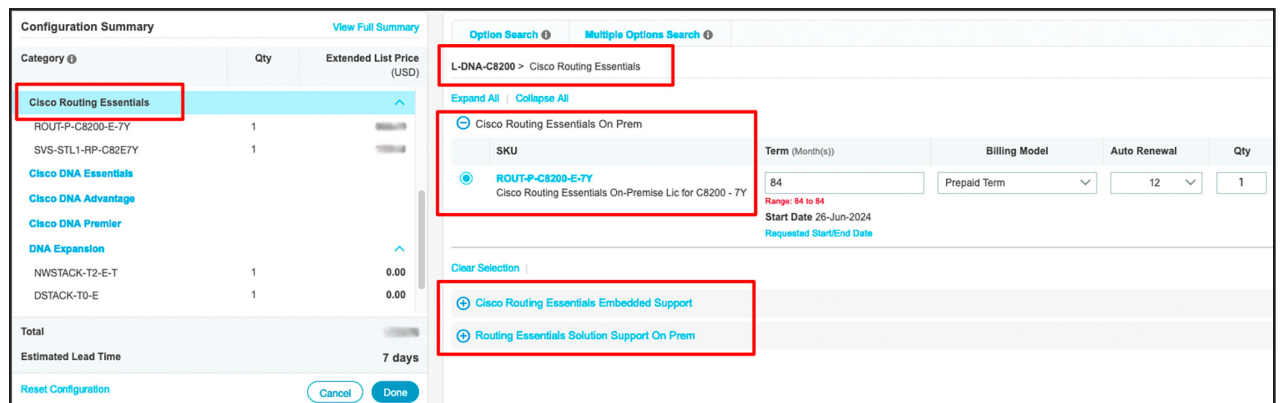 Configuration Summary View Full Summary
Category Qty Extended List Price
(USD)
Cisco Routing Essentials
ROUT-P-C8200-E-7Y 1
SVS-STL1-RP-C82E7Y 1
Cisco DNA Essentials
Cisco DNA Advantage
Cisco DNA Premier
DNA Expansion
NWSTACK-T2-E-T 1 0.00
DSTACK-T0-E 1 0.00
Total
Estimated Lead Time 7 days
Reset Configuration Cancel Done
Option Search Multiple Options Search
L-DNA-C8200 > Cisco Routing Essentials
Expand All | Collapse All
Cisco Routing Essentials On Prem
SKU Term (Month(s)) Billing Model Auto Renewal Qty
ROUT-P-C8200-E-7Y 84 Prepaid Term 12 1
Cisco Routing Essentials On-Premise Lic for C8200 - 7Y
Range: 84 to 84
Start Date 26-Jun-2024
Requested Start/End Date
Clear Selection |
Cisco Routing Essentials Embedded Support
Routing Essentials Solution Support On Prem